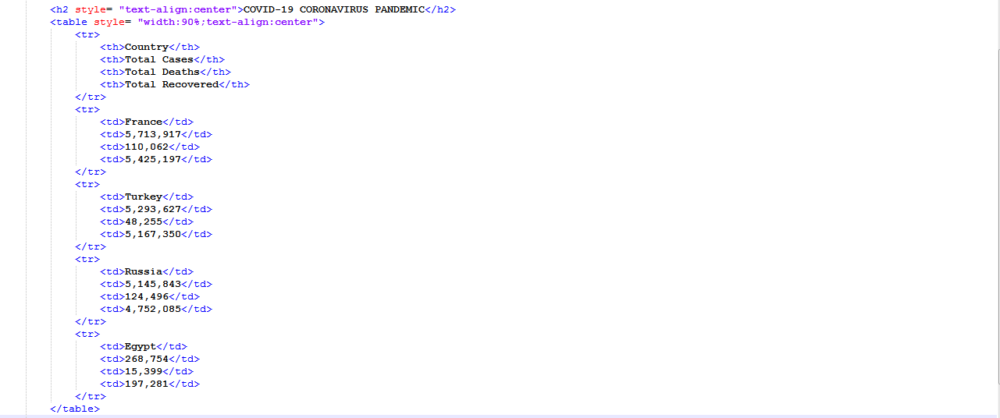 <h2 style= "text-align:center">COVID-19 CORONAVIRUS PANDEMIC</h2>
<table style= "width:90%;text-align:center">
<tr>
<th>Country</th>
<th>Total Cases</th>
<th>Total Deaths</th>
<th>Total Recovered</th>
</tr>
<tr>
<td>France</td>
<td>5,713,917</td>
<td>110,062</td>
<td>5,425,197</td>
</tr>
<tr>
<td>Turkey</td>
<td>5,293,627</td>
<td>48,255</td>
<td>5,167,350</td>
</tr>
<tr>
<td>Russia</td>
<td>5,145,843</td>
<td>124,496</td>
<td>4,752,085</td>
</tr>
<tr>
<td>Egypt</td>
<td>268,754</td>
<td>15,399</td>
<td>197,281</td>
</tr>
</table>